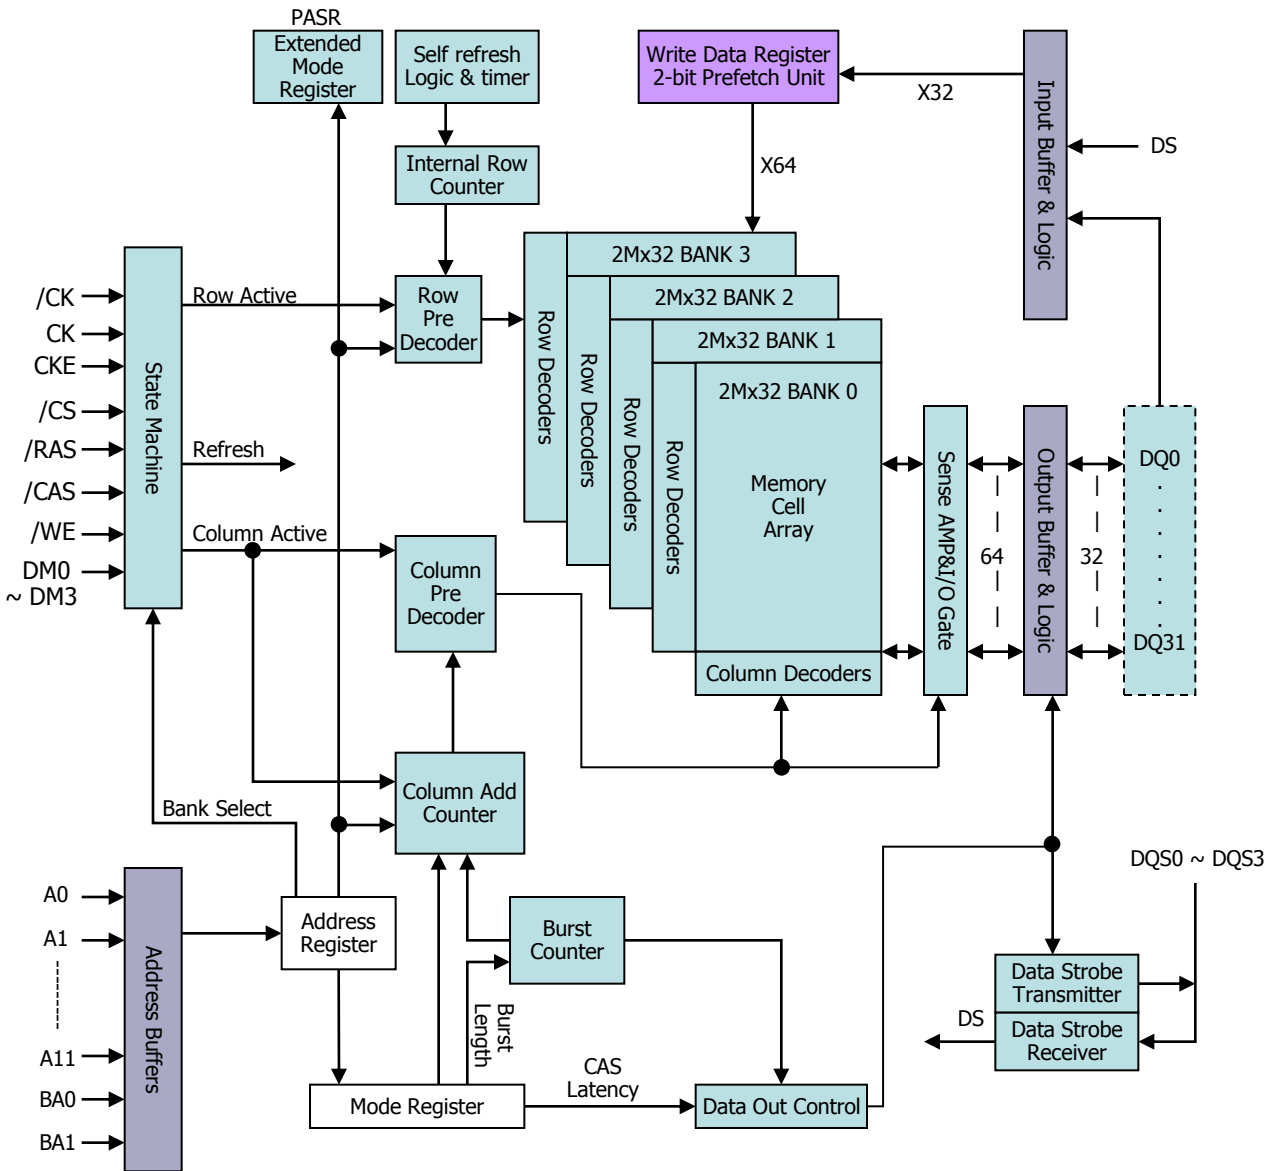 PASR
Extended
Mode
Register
Self refresh
Logic & timer
Write Data Register
2-bit Prefetch Unit
X32
Input Buffer & Logic
DS
Internal Row
Counter
X64
State Machine
/CK
CK
CKE
/CS
/RAS
/CAS
/WE
DM0
~ DM3
Row Active
Refresh
Column Active
Row
Pre
Decoder
Row Decoders
2Mx32 BANK 3
Row Decoders
2Mx32 BANK 2
Row Decoders
2Mx32 BANK 1
Row Decoders
2Mx32 BANK 0
Memory
Cell
Array
Column Decoders
Sense AMP&I/O Gate
64
Output Buffer & Logic
32
DQ0
.
.
.
.
.
.
.
DQ31
Column
Pre
Decoder
Column Add
Counter
Bank Select
A0
A1
A11
BA0
BA1
Address Buffers
Address
Register
Burst
Counter
Burst
Length
Mode Register
CAS
Latency
Data Out Control
DQS0 ~ DQS3
Data Strobe
Transmitter
DS
Data Strobe
Receiver